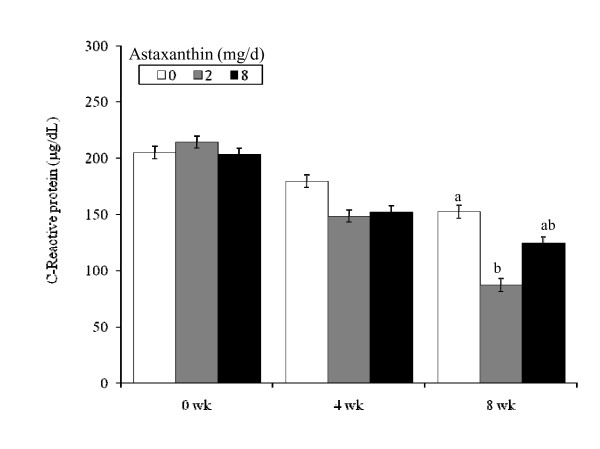 Astaxanthin (mg/d)
0 2 8
C-Reactive protein (µg/dL)
300
250
200
150
100
50
0
a
b
ab
0 wk 4 wk 8 wk